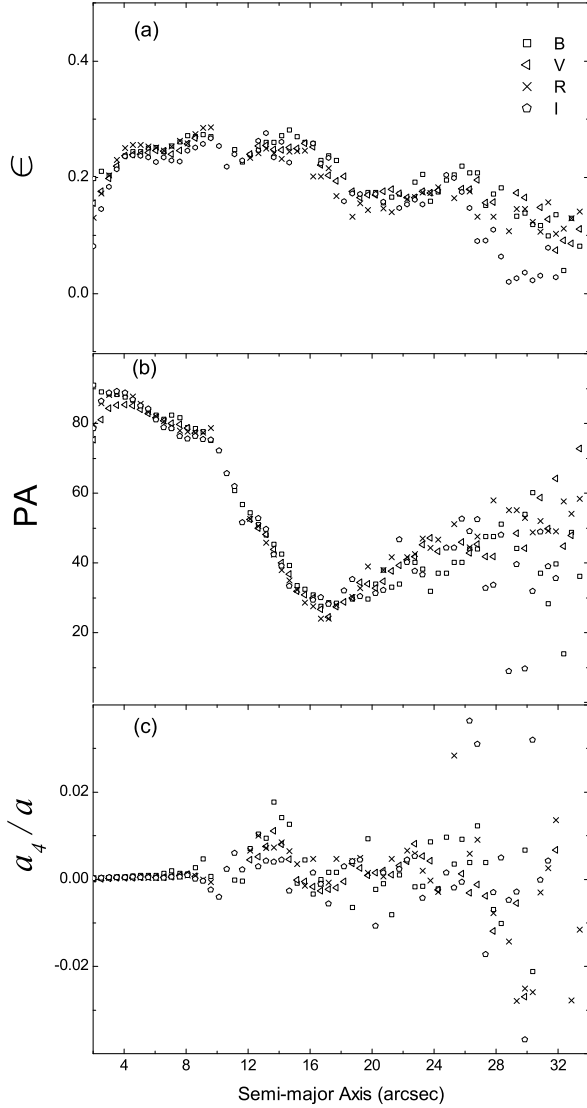 (a)
B
V
R
I
0.4
0.2
0.0
∈
(b)
80
60
40
20
PA
(c)
0.02
0.00
-0.02
a₄ / a
4 8 12 16 20 24 28 32
Semi-major Axis (arcsec)